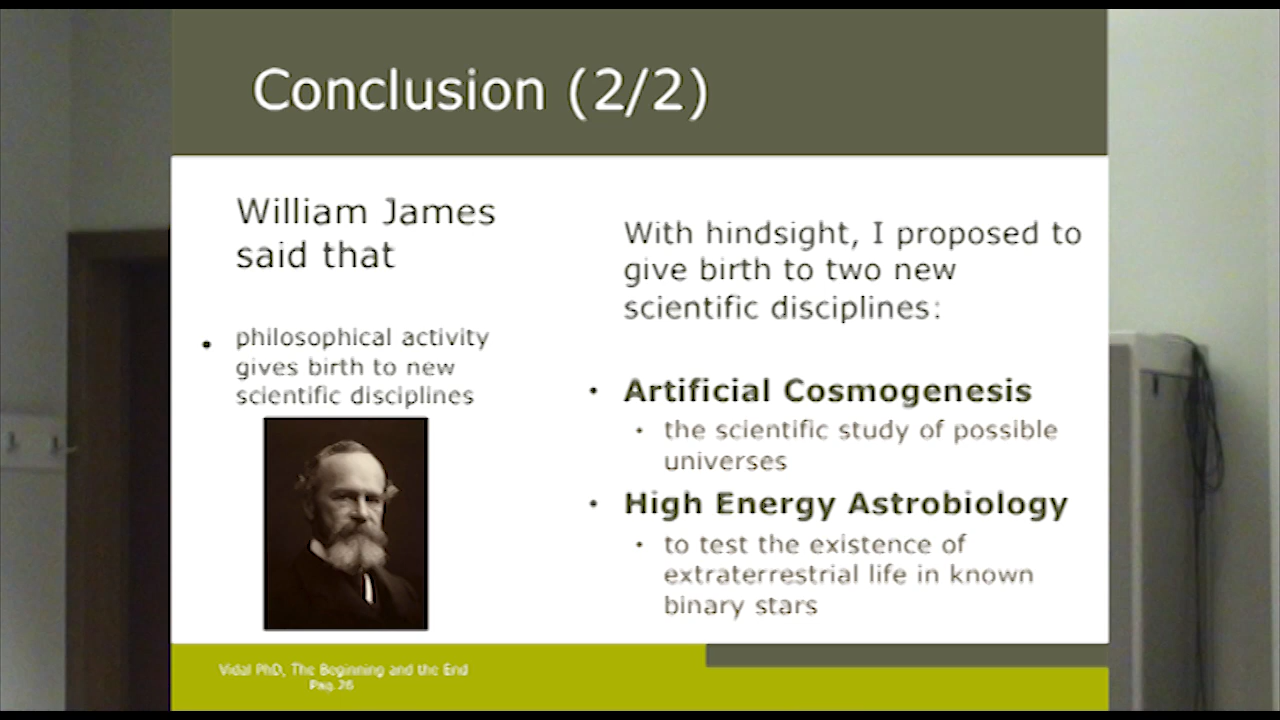 Conclusion (2/2)
William James
said that
• philosophical activity
gives birth to new
scientific disciplines
With hindsight, I proposed to
give birth to two new
scientific disciplines:
• Artificial Cosmogenesis
• the scientific study of possible
universes
• High Energy Astrobiology
• to test the existence of
extraterrestrial life in known
binary stars
Vidal PhD, The Beginning and the End
Pag.26